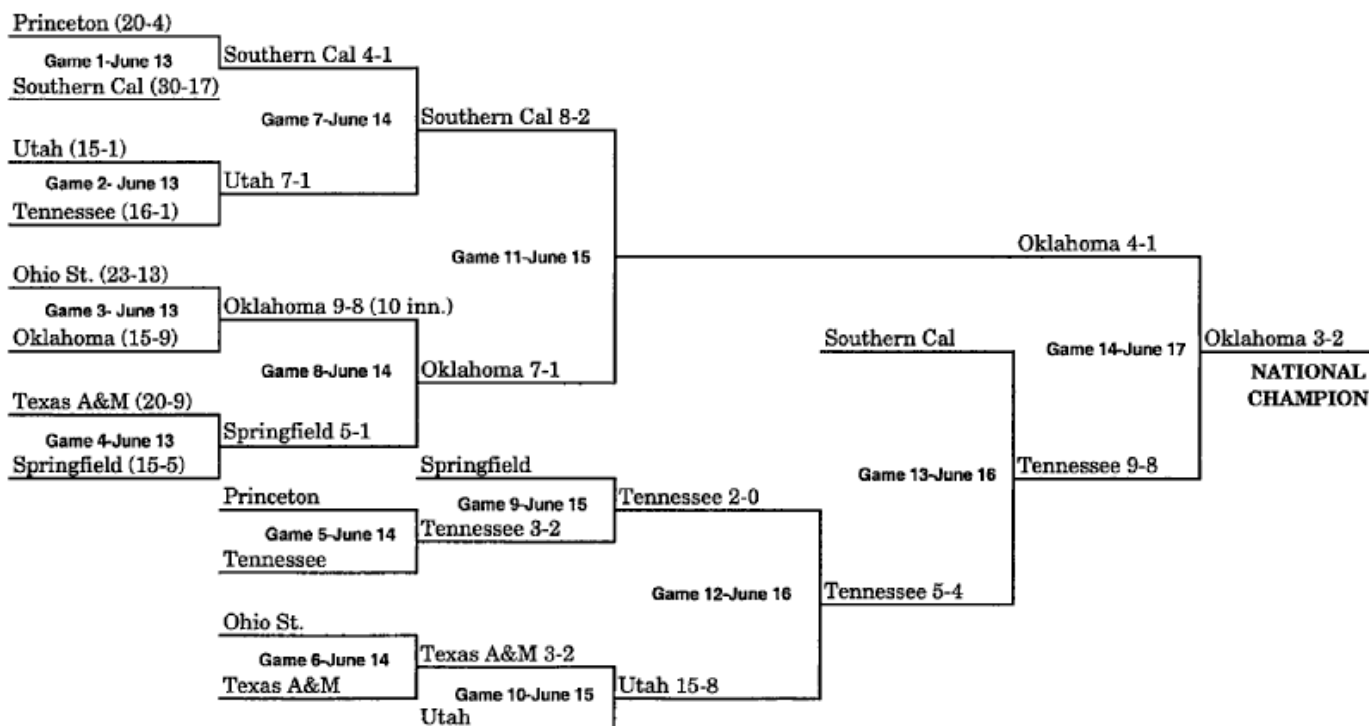 Princeton (20-4)
Game 1-June 13
Southern Cal (30-17)
Southern Cal 4-1
Game 7-June 14
Utah (15-1)
Game 2- June 13
Tennessee (16-1)
Utah 7-1
Southern Cal 8-2
Game 11-June 15
Ohio St. (23-13)
Game 3- June 13
Oklahoma (15-9)
Oklahoma 9-8 (10 inn.)
Game 8-June 14
Texas A&M (20-9)
Game 4-June 13
Springfield (15-5)
Springfield 5-1
Oklahoma 7-1
Oklahoma 4-1
Princeton
Game 5-June 14
Tennessee
Springfield
Game 9-June 15
Tennessee 3-2
Tennessee 2-0
Game 12-June 16
Ohio St.
Game 6-June 14
Texas A&M
Texas A&M 3-2
Game 10-June 15
Utah
Utah 15-8
Southern Cal
Game 13-June 16
Tennessee 5-4
Game 14-June 17
Tennessee 9-8
Oklahoma 3-2
NATIONAL
CHAMPION